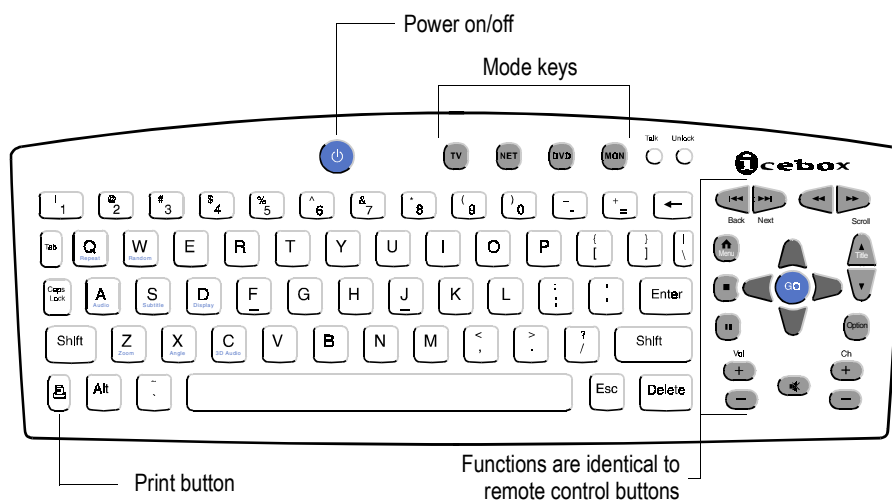 Power on/off
Mode keys
TV NET DVD MON Talk Unlock
icebox
! 1 @ 2 # 3 $ 4 % 5 ^ 6 & 7 * 8 ( 9 ) 0 _ - + =
Back Next Scroll
Tab Q W E R T Y U I O P { [ } ] | \
Repeat Random
Menu Title
Caps Lock A S D F G H J K L : ; " ' Enter
Audio Subtitle Display
GO
Shift Z X C V B N M < , > . ? / Shift
Zoom Angle 3D Audio
Option
Vol Ch
+ +
Alt ~ ` Esc Delete
− −
Print button
Functions are identical to
remote control buttons